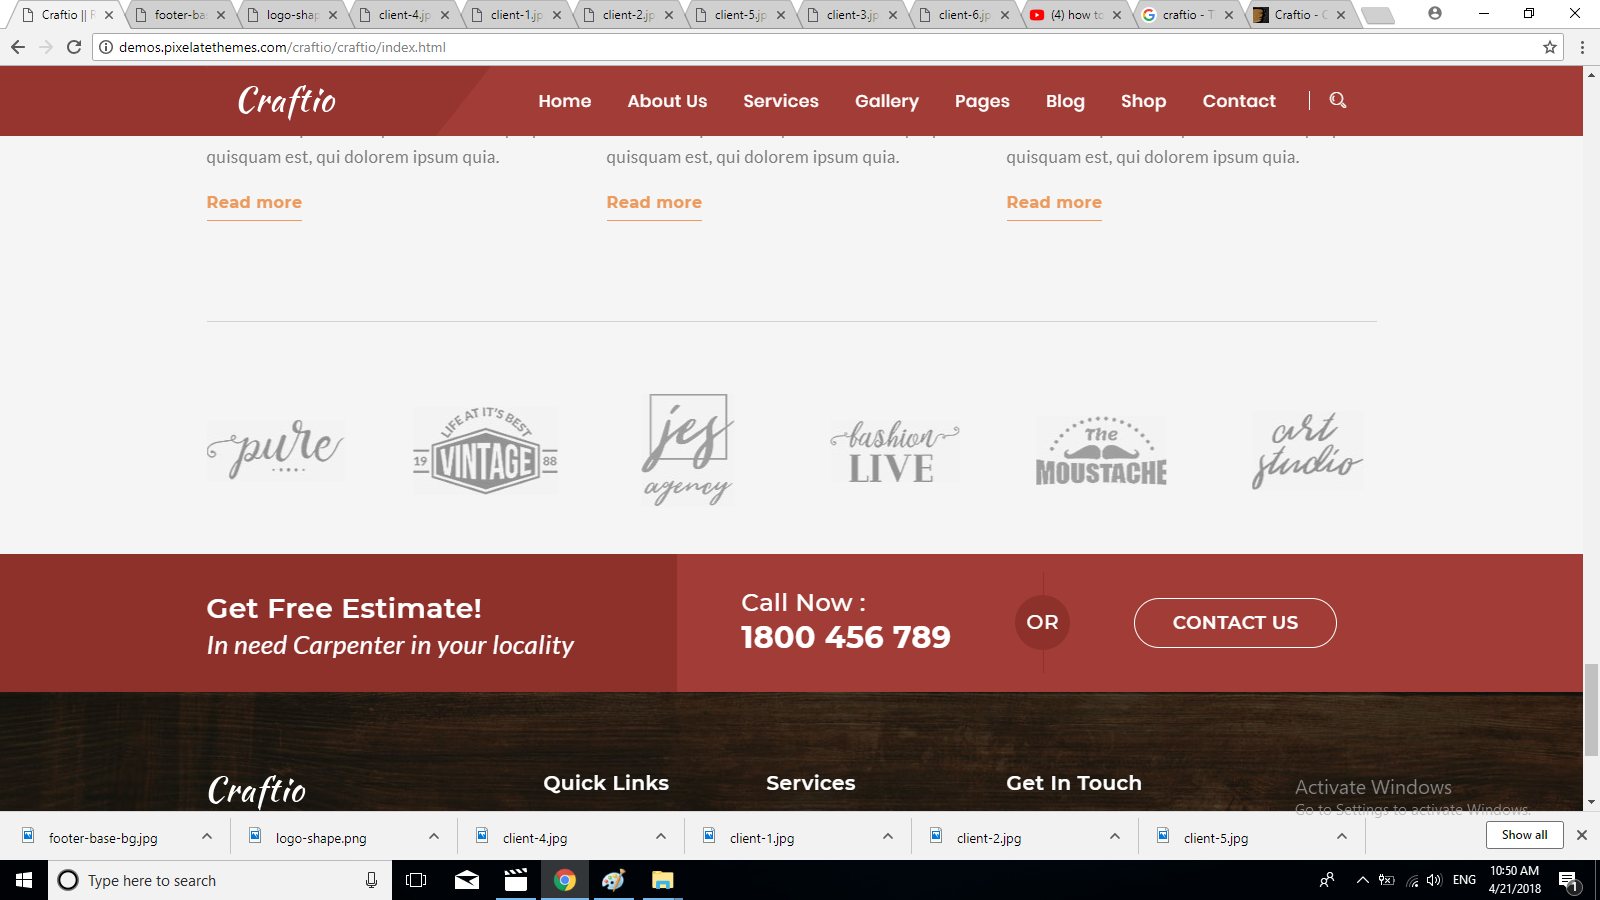 Craftio || R
footer-ba
logo-shap
client-4.jp
client-1.jp
client-2.jp
client-5.jp
client-3.jp
client-6.jp
(4) how to
craftio - T
Craftio - C
demos.pixelatethemes.com/craftio/craftio/index.html
Craftio
Home About Us Services Gallery Pages Blog Shop Contact
quisquam est, qui dolorem ipsum quia.
quisquam est, qui dolorem ipsum quia.
quisquam est, qui dolorem ipsum quia.
Read more
Read more
Read more
pure
LIFE AT IT'S BEST
19 VINTAGE 88
jes
agency
fashion
LIVE
The
MOUSTACHE
art
studio
Get Free Estimate!
In need Carpenter in your locality
Call Now :
1800 456 789
OR
CONTACT US
Craftio
Quick Links
Services
Get In Touch
Activate Windows
Go to Settings to activate Windows.
footer-base-bg.jpg
logo-shape.png
client-4.jpg
client-1.jpg
client-2.jpg
client-5.jpg
Show all
Type here to search
ENG
10:50 AM
4/21/2018
1